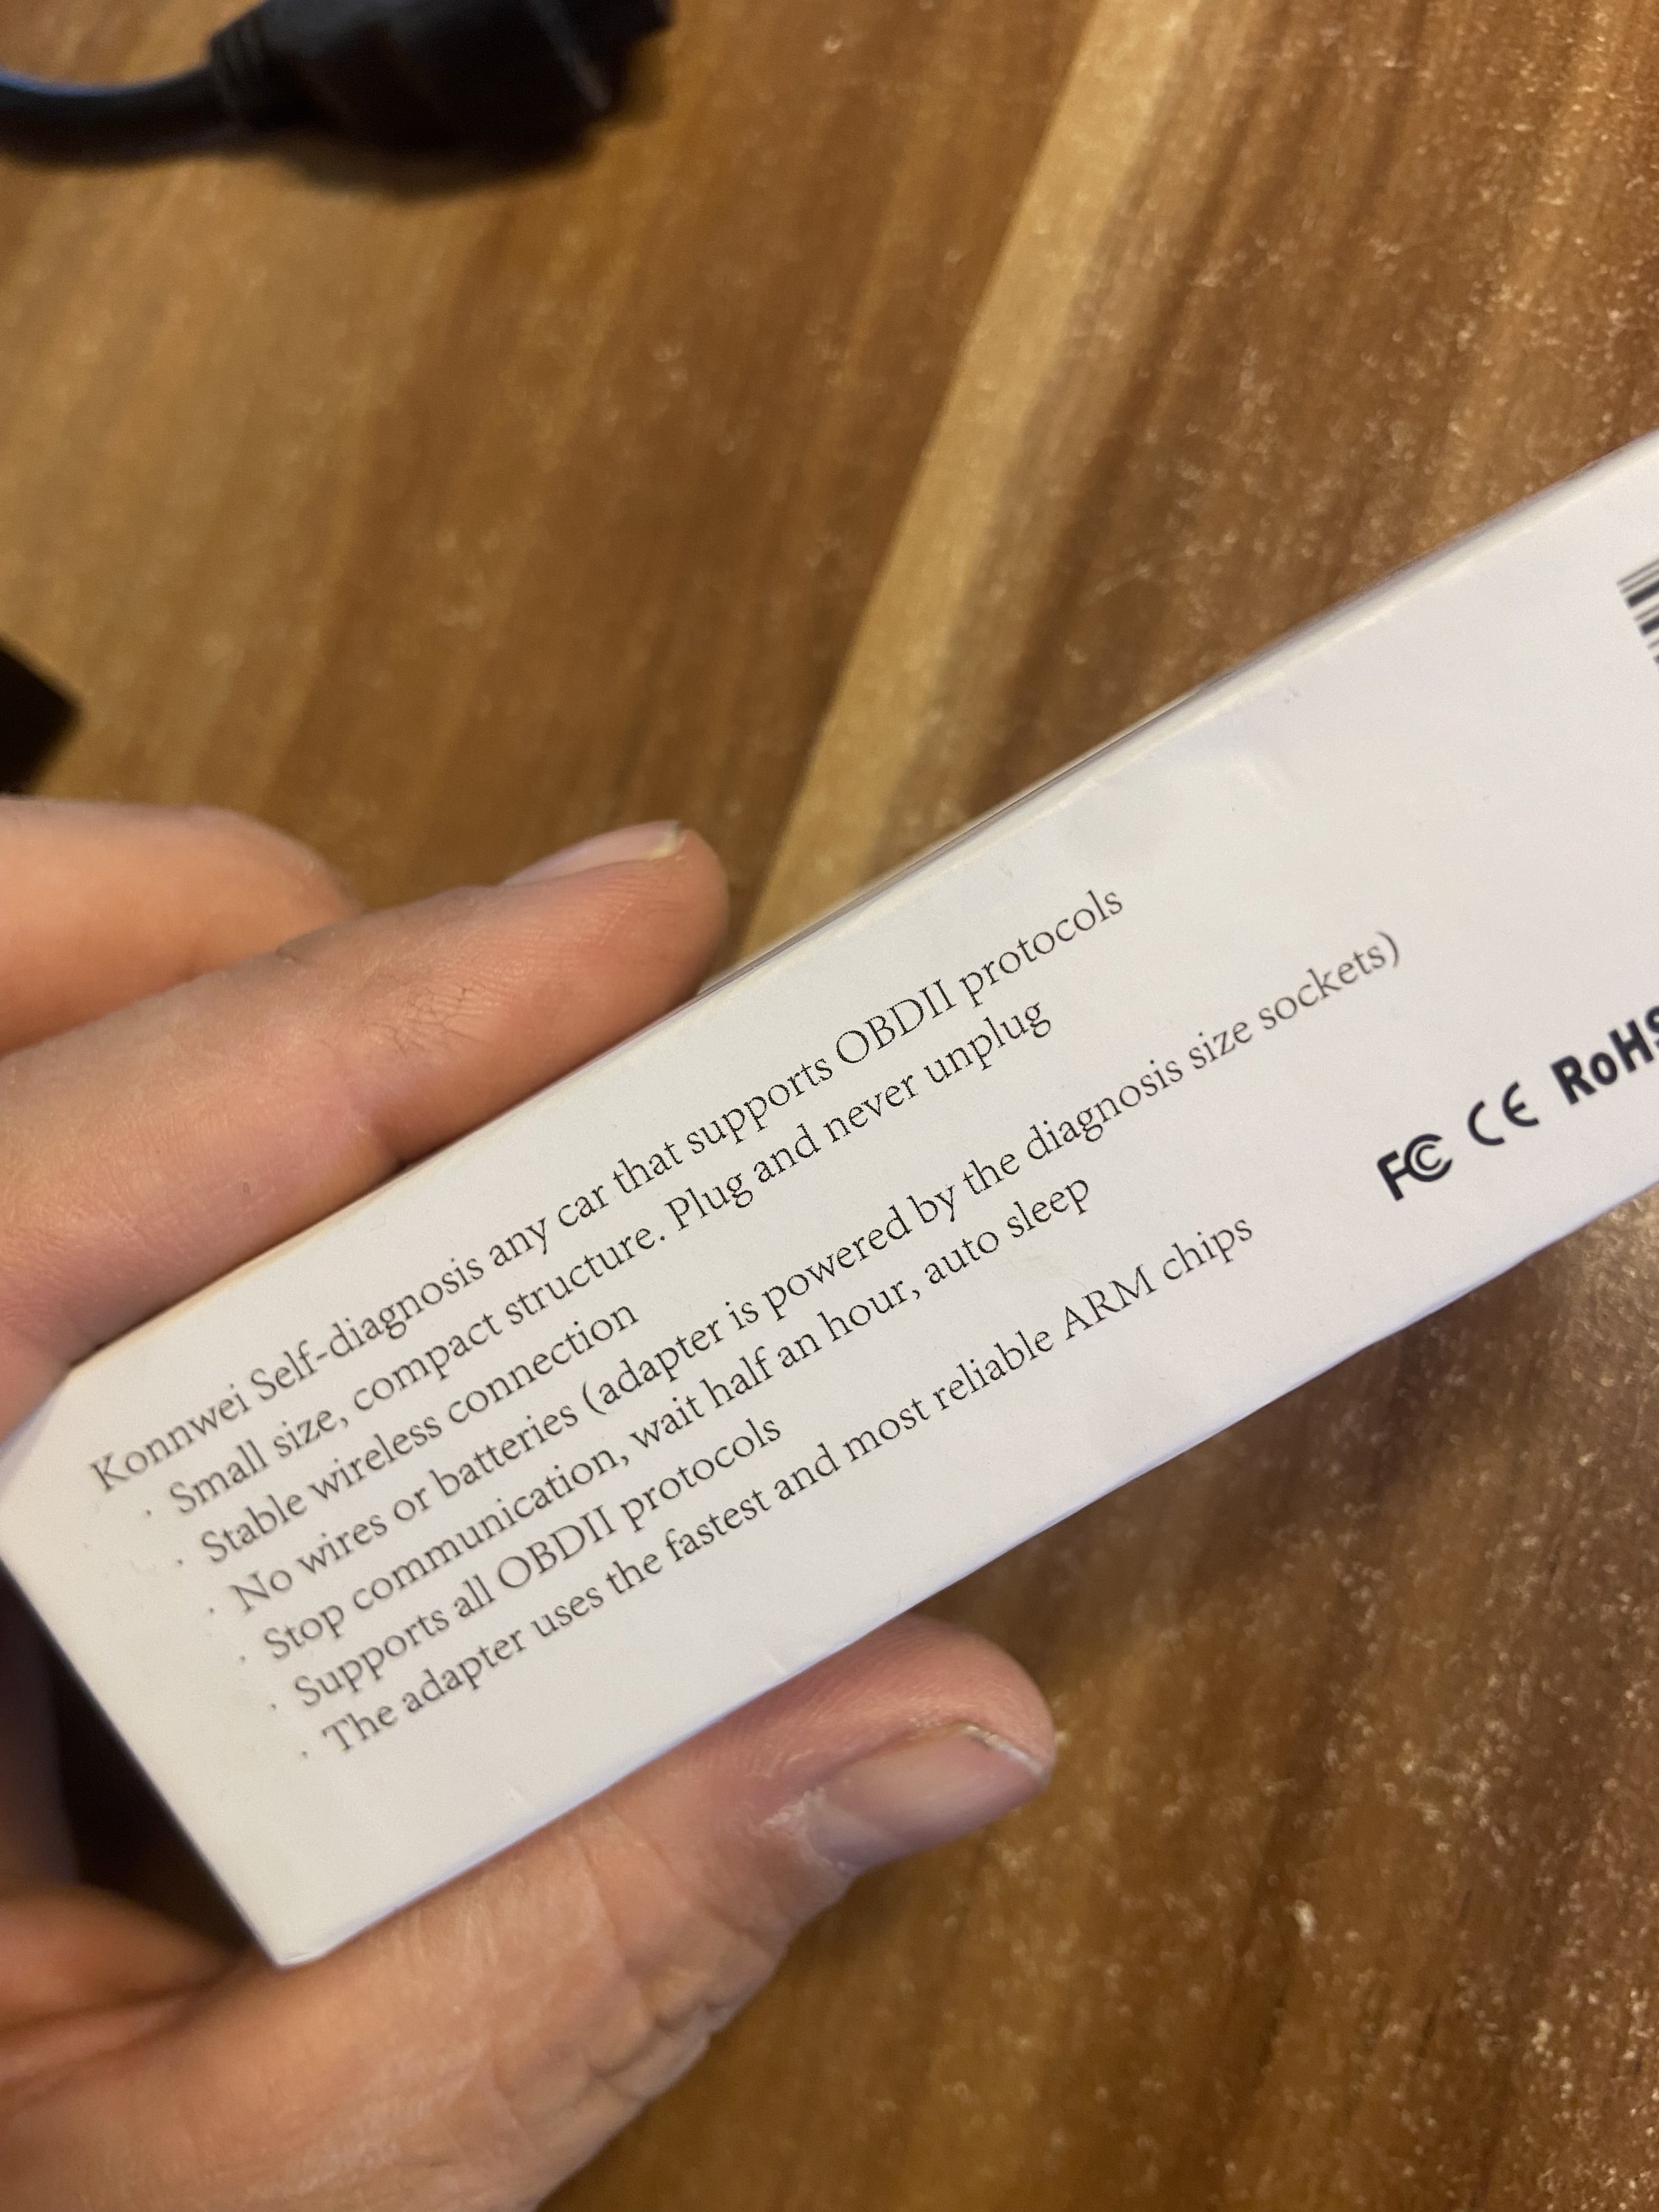 Konnwei Self-diagnosis any car that supports OBDII protocols
· Small size, compact structure. Plug and never unplug
· Stable wireless connection
· No wires or batteries (adapter is powered by the diagnosis size sockets)
· Stop communication, wait half an hour, auto sleep
· Supports all OBDII protocols
· The adapter uses the fastest and most reliable ARM chips
FC CE RoHS